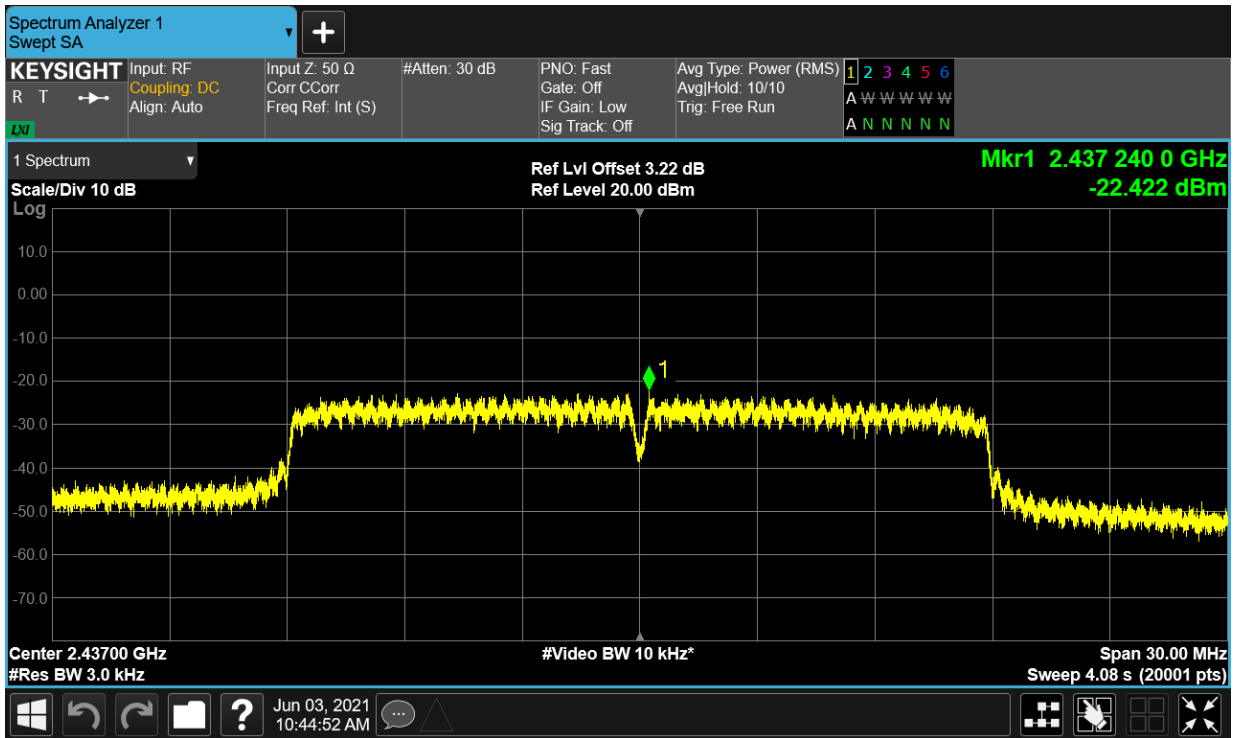 Spectrum Analyzer 1
Swept SA
▼
+
KEYSIGHT
R T
LXI
Input: RF
Coupling: DC
Align: Auto
Input Z: 50 Ω
Corr CCorr
Freq Ref: Int (S)
#Atten: 30 dB
PNO: Fast
Gate: Off
IF Gain: Low
Sig Track: Off
Avg Type: Power (RMS)
Avg|Hold: 10/10
Trig: Free Run
1 2 3 4 5 6
A W W W W W
A N N N N N
1 Spectrum ▼
Scale/Div 10 dB
Log
Ref Lvl Offset 3.22 dB
Ref Level 20.00 dBm
Mkr1 2.437 240 0 GHz
-22.422 dBm
10.0
0.00
-10.0
-20.0
-30.0
-40.0
-50.0
-60.0
-70.0
1
Center 2.43700 GHz
#Res BW 3.0 kHz
#Video BW 10 kHz*
Span 30.00 MHz
Sweep 4.08 s (20001 pts)
?
Jun 03, 2021
10:44:52 AM